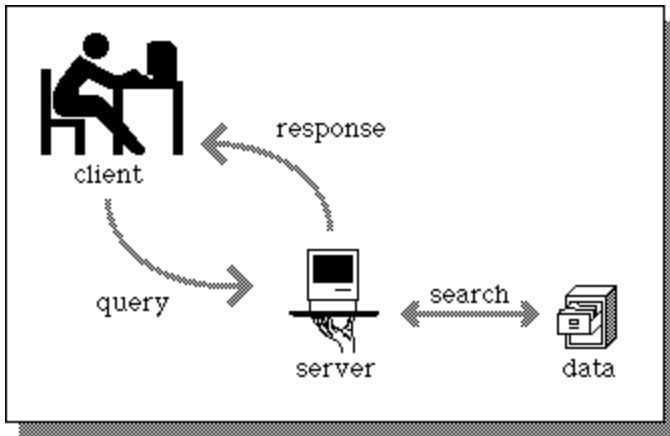 response
client
query
search
server
data